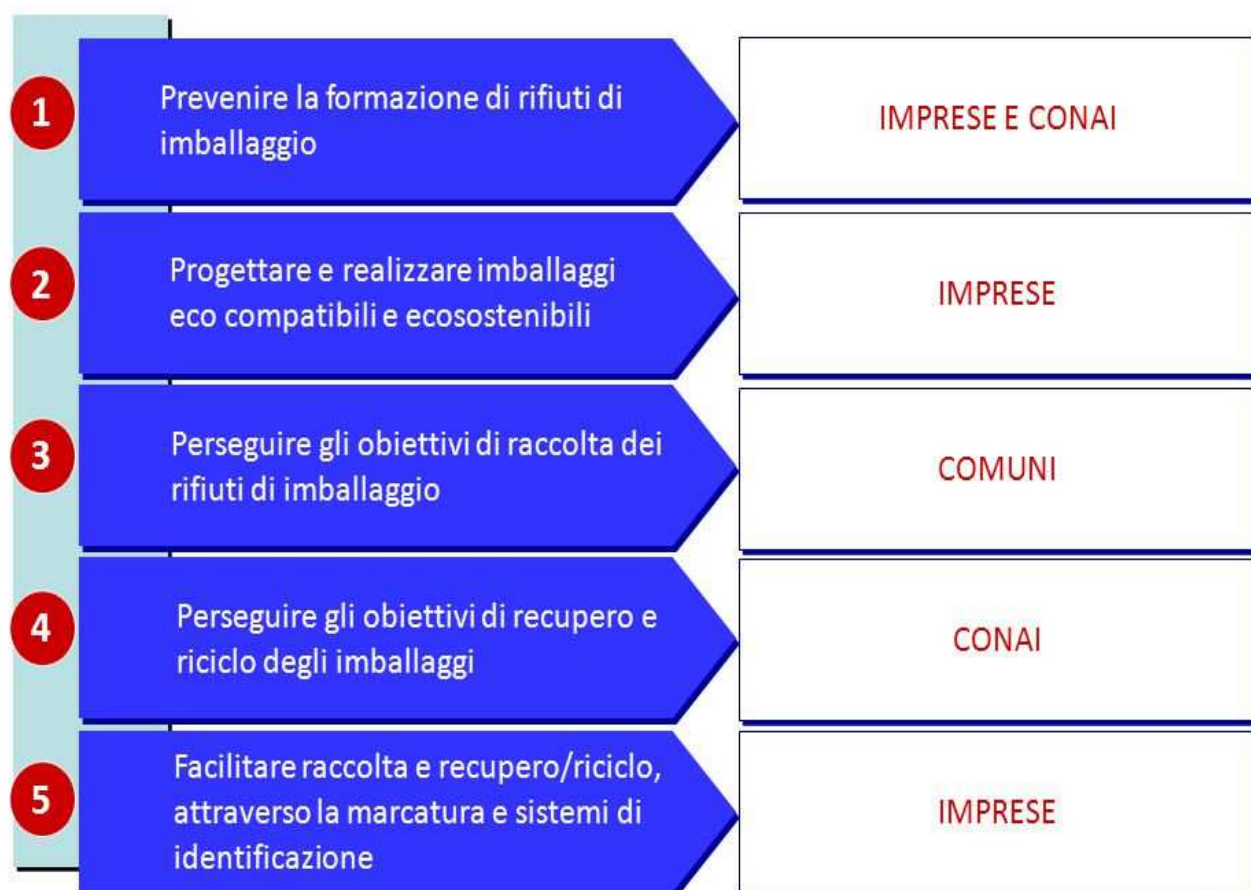 1
Prevenire la formazione di rifiuti di
imballaggio
IMPRESE E CONAI
2
Progettare e realizzare imballaggi
eco compatibili e ecosostenibili
IMPRESE
3
Perseguire gli obiettivi di raccolta dei
rifiuti di imballaggio
COMUNI
4
Perseguire gli obiettivi di recupero e
riciclo degli imballaggi
CONAI
5
Facilitare raccolta e recupero/riciclo,
attraverso la marcatura e sistemi di
identificazione
IMPRESE